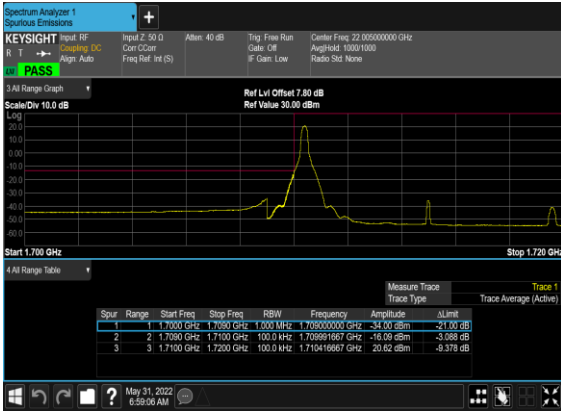 Spectrum Analyzer 1
Spurious Emissions
+
KEYSIGHT Input: RF Input Z: 50 Ω Atten: 40 dB Trig: Free Run Center Freq: 22.005000000 GHz
R T Coupling: DC Corr CCorr Gate: Off Avg|Hold: 1000/1000
Align: Auto Freq Ref: Int (S) IF Gain: Low Radio Std: None
PASS
3 All Range Graph Ref Lvl Offset 7.80 dB
Scale/Div 10.0 dB Ref Value 30.00 dBm
Log
20.0
10.0
0.00
-10.0
-20.0
-30.0
-40.0
-50.0
-60.0
Start 1.700 GHz Stop 1.720 GHz
4 All Range Table
Measure Trace Trace 1
Trace Type Trace Average (Active)
Spur Range Start Freq Stop Freq RBW Frequency Amplitude ΔLimit
1 1 1.7000 GHz 1.7090 GHz 1.000 MHz 1.709000000 GHz -34.00 dBm -21.00 dB
2 2 1.7090 GHz 1.7100 GHz 100.0 kHz 1.709991667 GHz -16.09 dBm -3.088 dB
3 3 1.7100 GHz 1.7200 GHz 100.0 kHz 1.710416667 GHz 20.62 dBm -9.378 dB
? May 31, 2022
6:59:06 AM